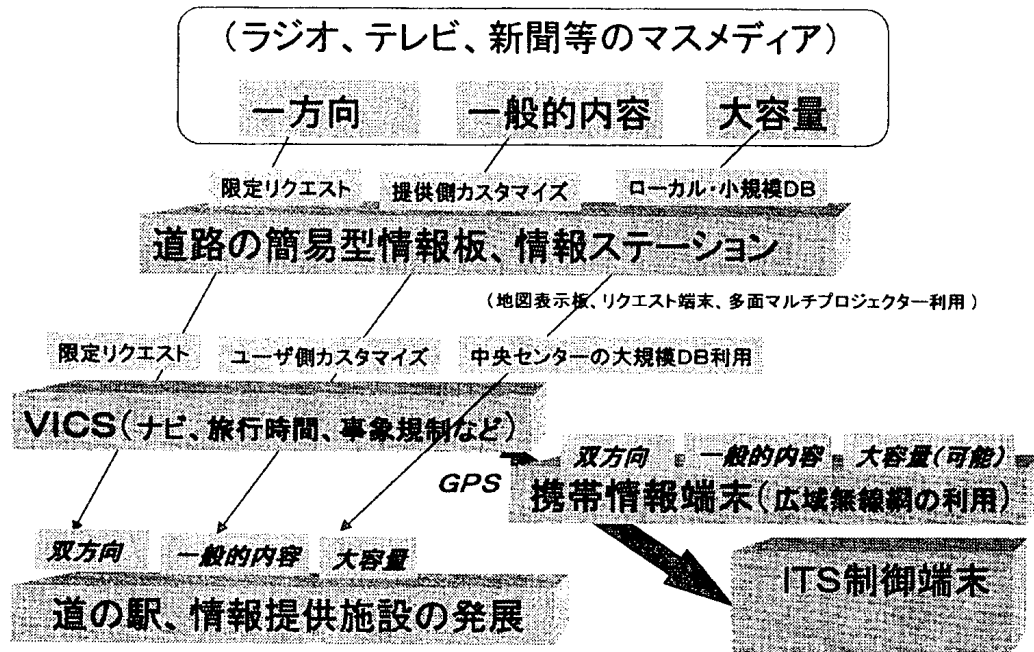 (ラジオ、テレビ、新聞等のマスメディア)
一方向 一般的内容 大容量
限定リクエスト 提供側カスタマイズ ローカル・小規模DB
道路の簡易型情報板、情報ステーション
(地図表示板、リクエスト端末、多面マルチプロジェクター利用)
限定リクエスト ユーザ側カスタマイズ 中央センターの大規模DB利用
VICS(ナビ、旅行時間、事象規制など)
双方向 一般的内容 大容量(可能)
GPS
携帯情報端末(広域無線網の利用)
双方向 一般的内容 大容量
ITS制御端末
道の駅、情報提供施設の発展